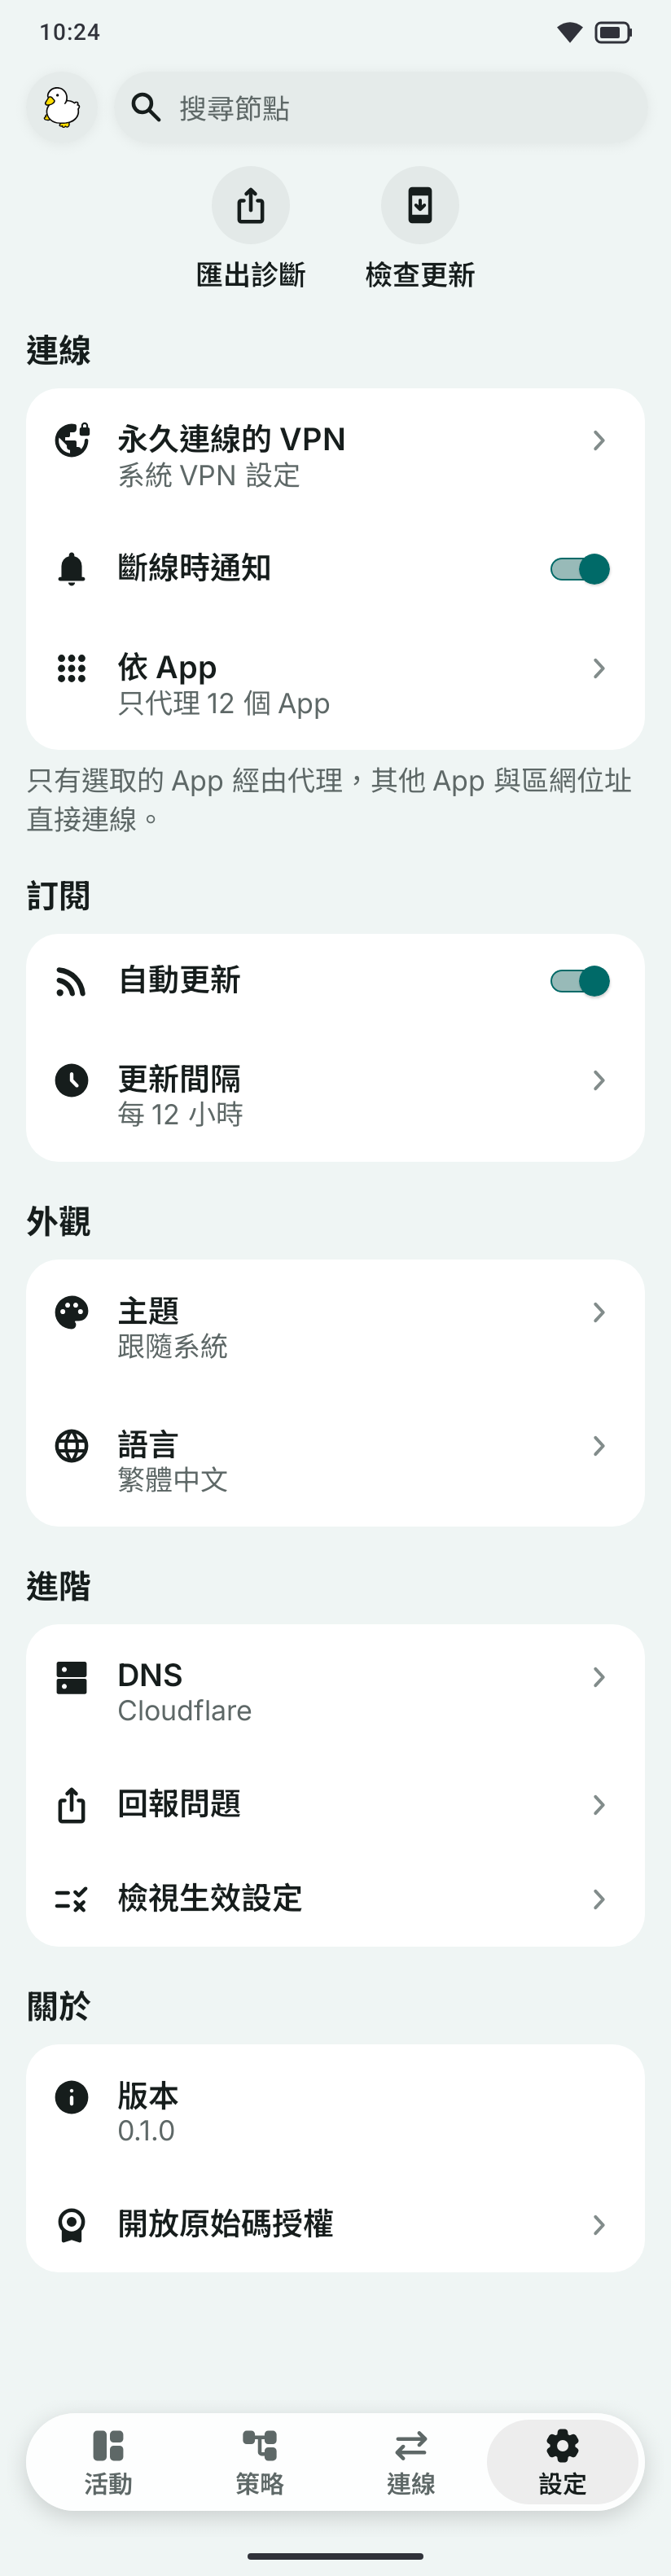 10:24
搜尋節點
匯出診斷
檢查更新
連線
永久連線的 VPN
系統 VPN 設定
斷線時通知
依 App
只代理 12 個 App
只有選取的 App 經由代理，其他 App 與區網位址
直接連線。
訂閱
自動更新
更新間隔
每 12 小時
外觀
主題
跟隨系統
語言
繁體中文
進階
DNS
Cloudflare
回報問題
檢視生效設定
關於
版本
0.1.0
開放原始碼授權
活動
策略
連線
設定